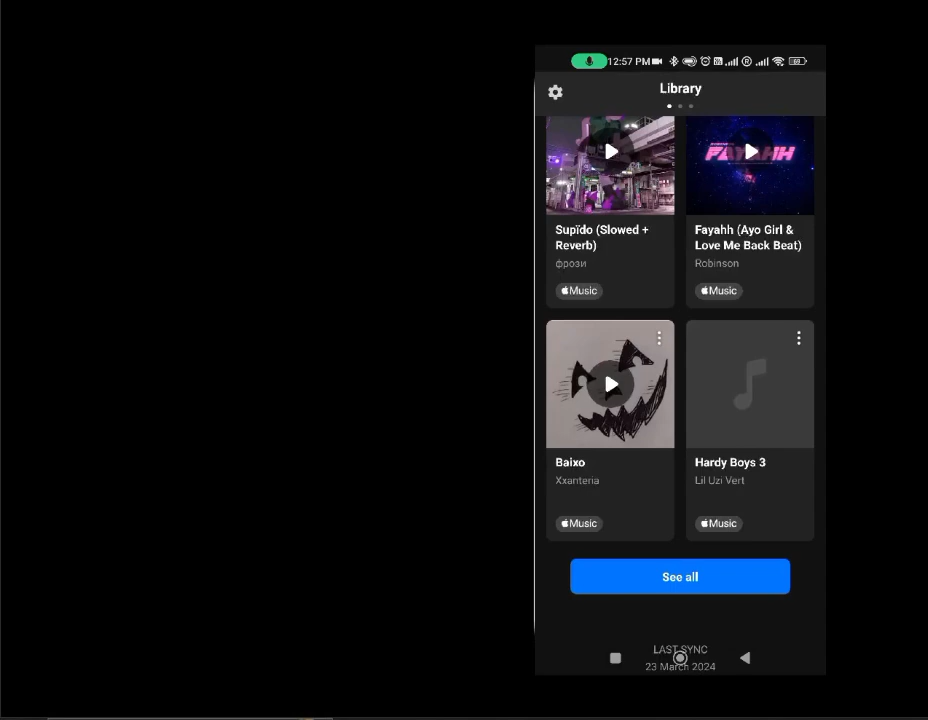 12:57 PM
Library
FAYAHH
Supïdo (Slowed +
Reverb)
фрози
Music
Fayahh (Ayo Girl &
Love Me Back Beat)
Robinson
Music
Baixo
Xxanteria
Music
Hardy Boys 3
Lil Uzi Vert
Music
See all
LAST SYNC
23 March 2024